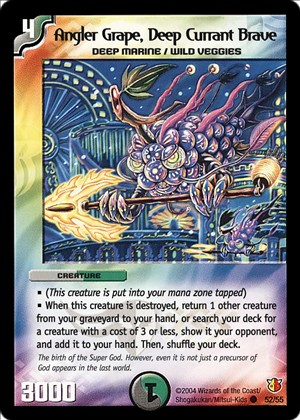 4
Angler Grape, Deep Currant Brave
DEEP MARINE / WILD VEGGIES
CREATURE
▪ (This creature is put into your mana zone tapped)
▪ When this creature is destroyed, return 1 other creature
from your graveyard to your hand, or search your deck for
a creature with a cost of 3 or less, show it your opponent,
and add it to your hand. Then, shuffle your deck.
The birth of the Super God. However, even it is not just a precursor of
God appears in the last world.
3000
1
©2004 Wizards of the Coast/
Shogakukan/Mitsui-Kids
52/55